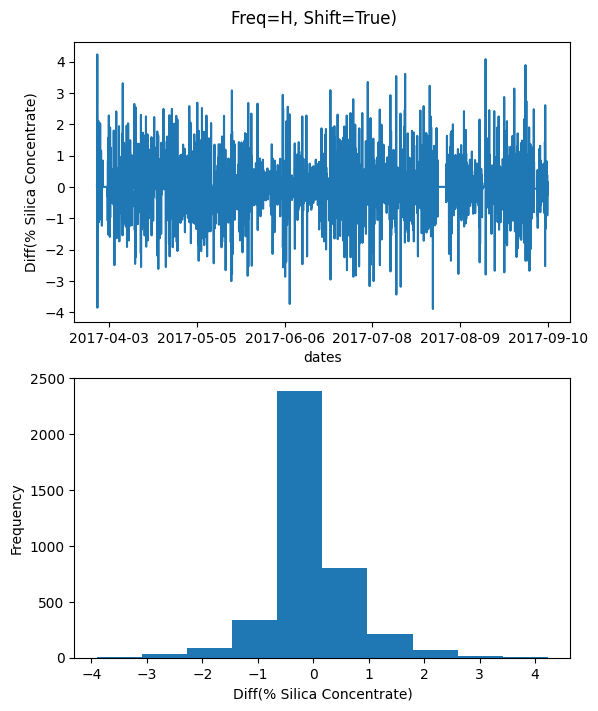 Freq=H, Shift=True)
Diff(% Silica Concentrate)
4
3
2
1
0
−1
−2
−3
−4
2017-04-03 2017-05-05 2017-06-06 2017-07-08 2017-08-09 2017-09-10
dates
Frequency
2500
2000
1500
1000
500
0
−4 −3 −2 −1 0 1 2 3 4
Diff(% Silica Concentrate)